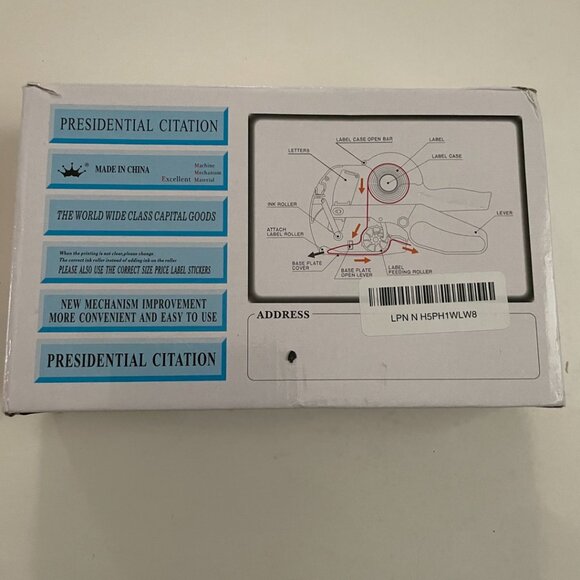 PRESIDENTIAL CITATION
®
MADE IN CHINA
Machine
Mechanism
Excellent Material
THE WORLD WIDE CLASS CAPITAL GOODS
When the printing is not clean,please change
The correct ink roller instead of adding ink on the roller
PLEASE ALSO USE THE CORRECT SIZE PRICE LABEL STICKERS
NEW MECHANISM IMPROVEMENT
MORE CONVENIENT AND EASY TO USE
PRESIDENTIAL CITATION
LABEL CASE OPEN BAR
LABEL
LETTERS
LABEL CASE
INK ROLLER
LEVER
ATTACH
LABEL ROLLER
BASE PLATE
COVER
BASE PLATE
OPEN LEVER
LABEL
FEEDING ROLLER
ADDRESS
LPN N H5PH1WLW8